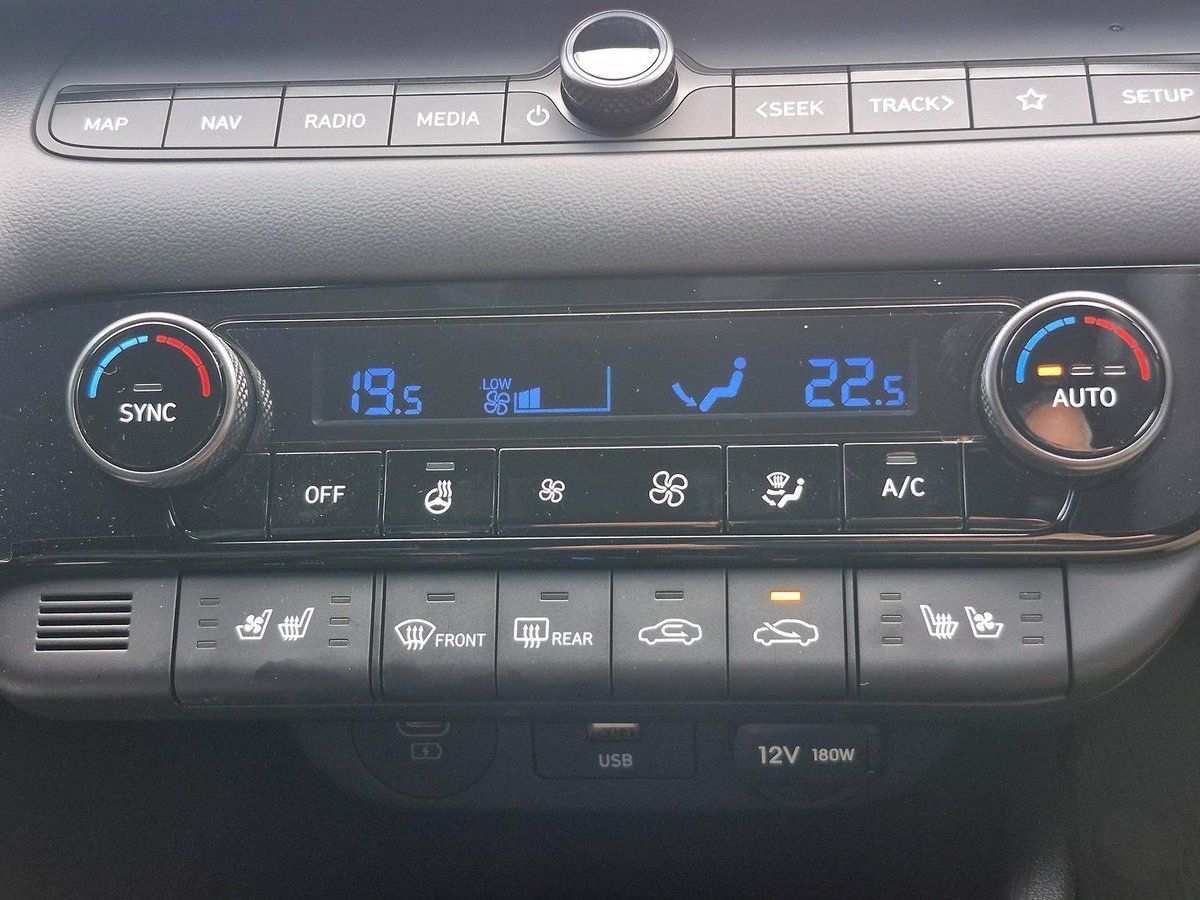 MAP NAV RADIO MEDIA <SEEK TRACK> SETUP
19.5 LOW 22.5
SYNC AUTO
OFF A/C
FRONT REAR
USB 12V 180W